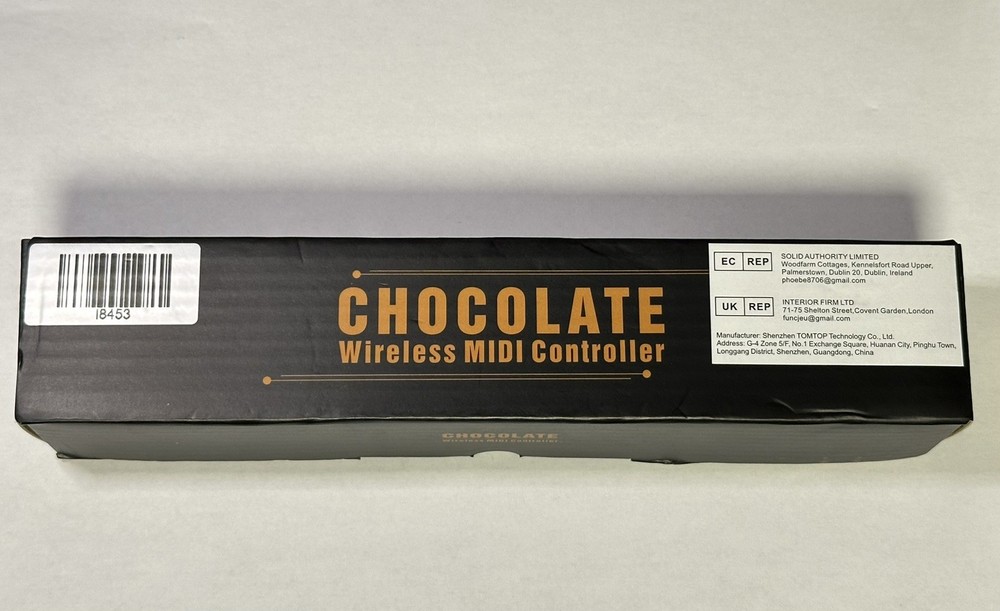 I8453
CHOCOLATE
Wireless MIDI Controller
EC REP
SOLID AUTHORITY LIMITED
Woodfarm Cottages, Kennelsfort Road Upper,
Palmerstown, Dublin 20, Dublin, Ireland
phoebe8706@gmail.com
UK REP
INTERIOR FIRM LTD
71-75 Shelton Street,Covent Garden,London
funcjeu@gmail.com
Manufacturer: Shenzhen TOMTOP Technology Co., Ltd.
Address: G-4 Zone 5/F, No.1 Exchange Square, Huanan City, Pinghu Town,
Longgang District, Shenzhen, Guangdong, China
CHOCOLATE
Wireless MIDI Controller